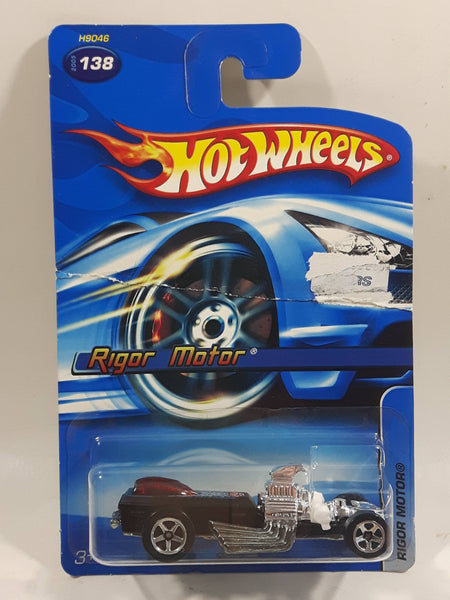 H9046
2005
138
HOT WHEELS®
Rigor Motor®
RIGOR MOTOR®
3+